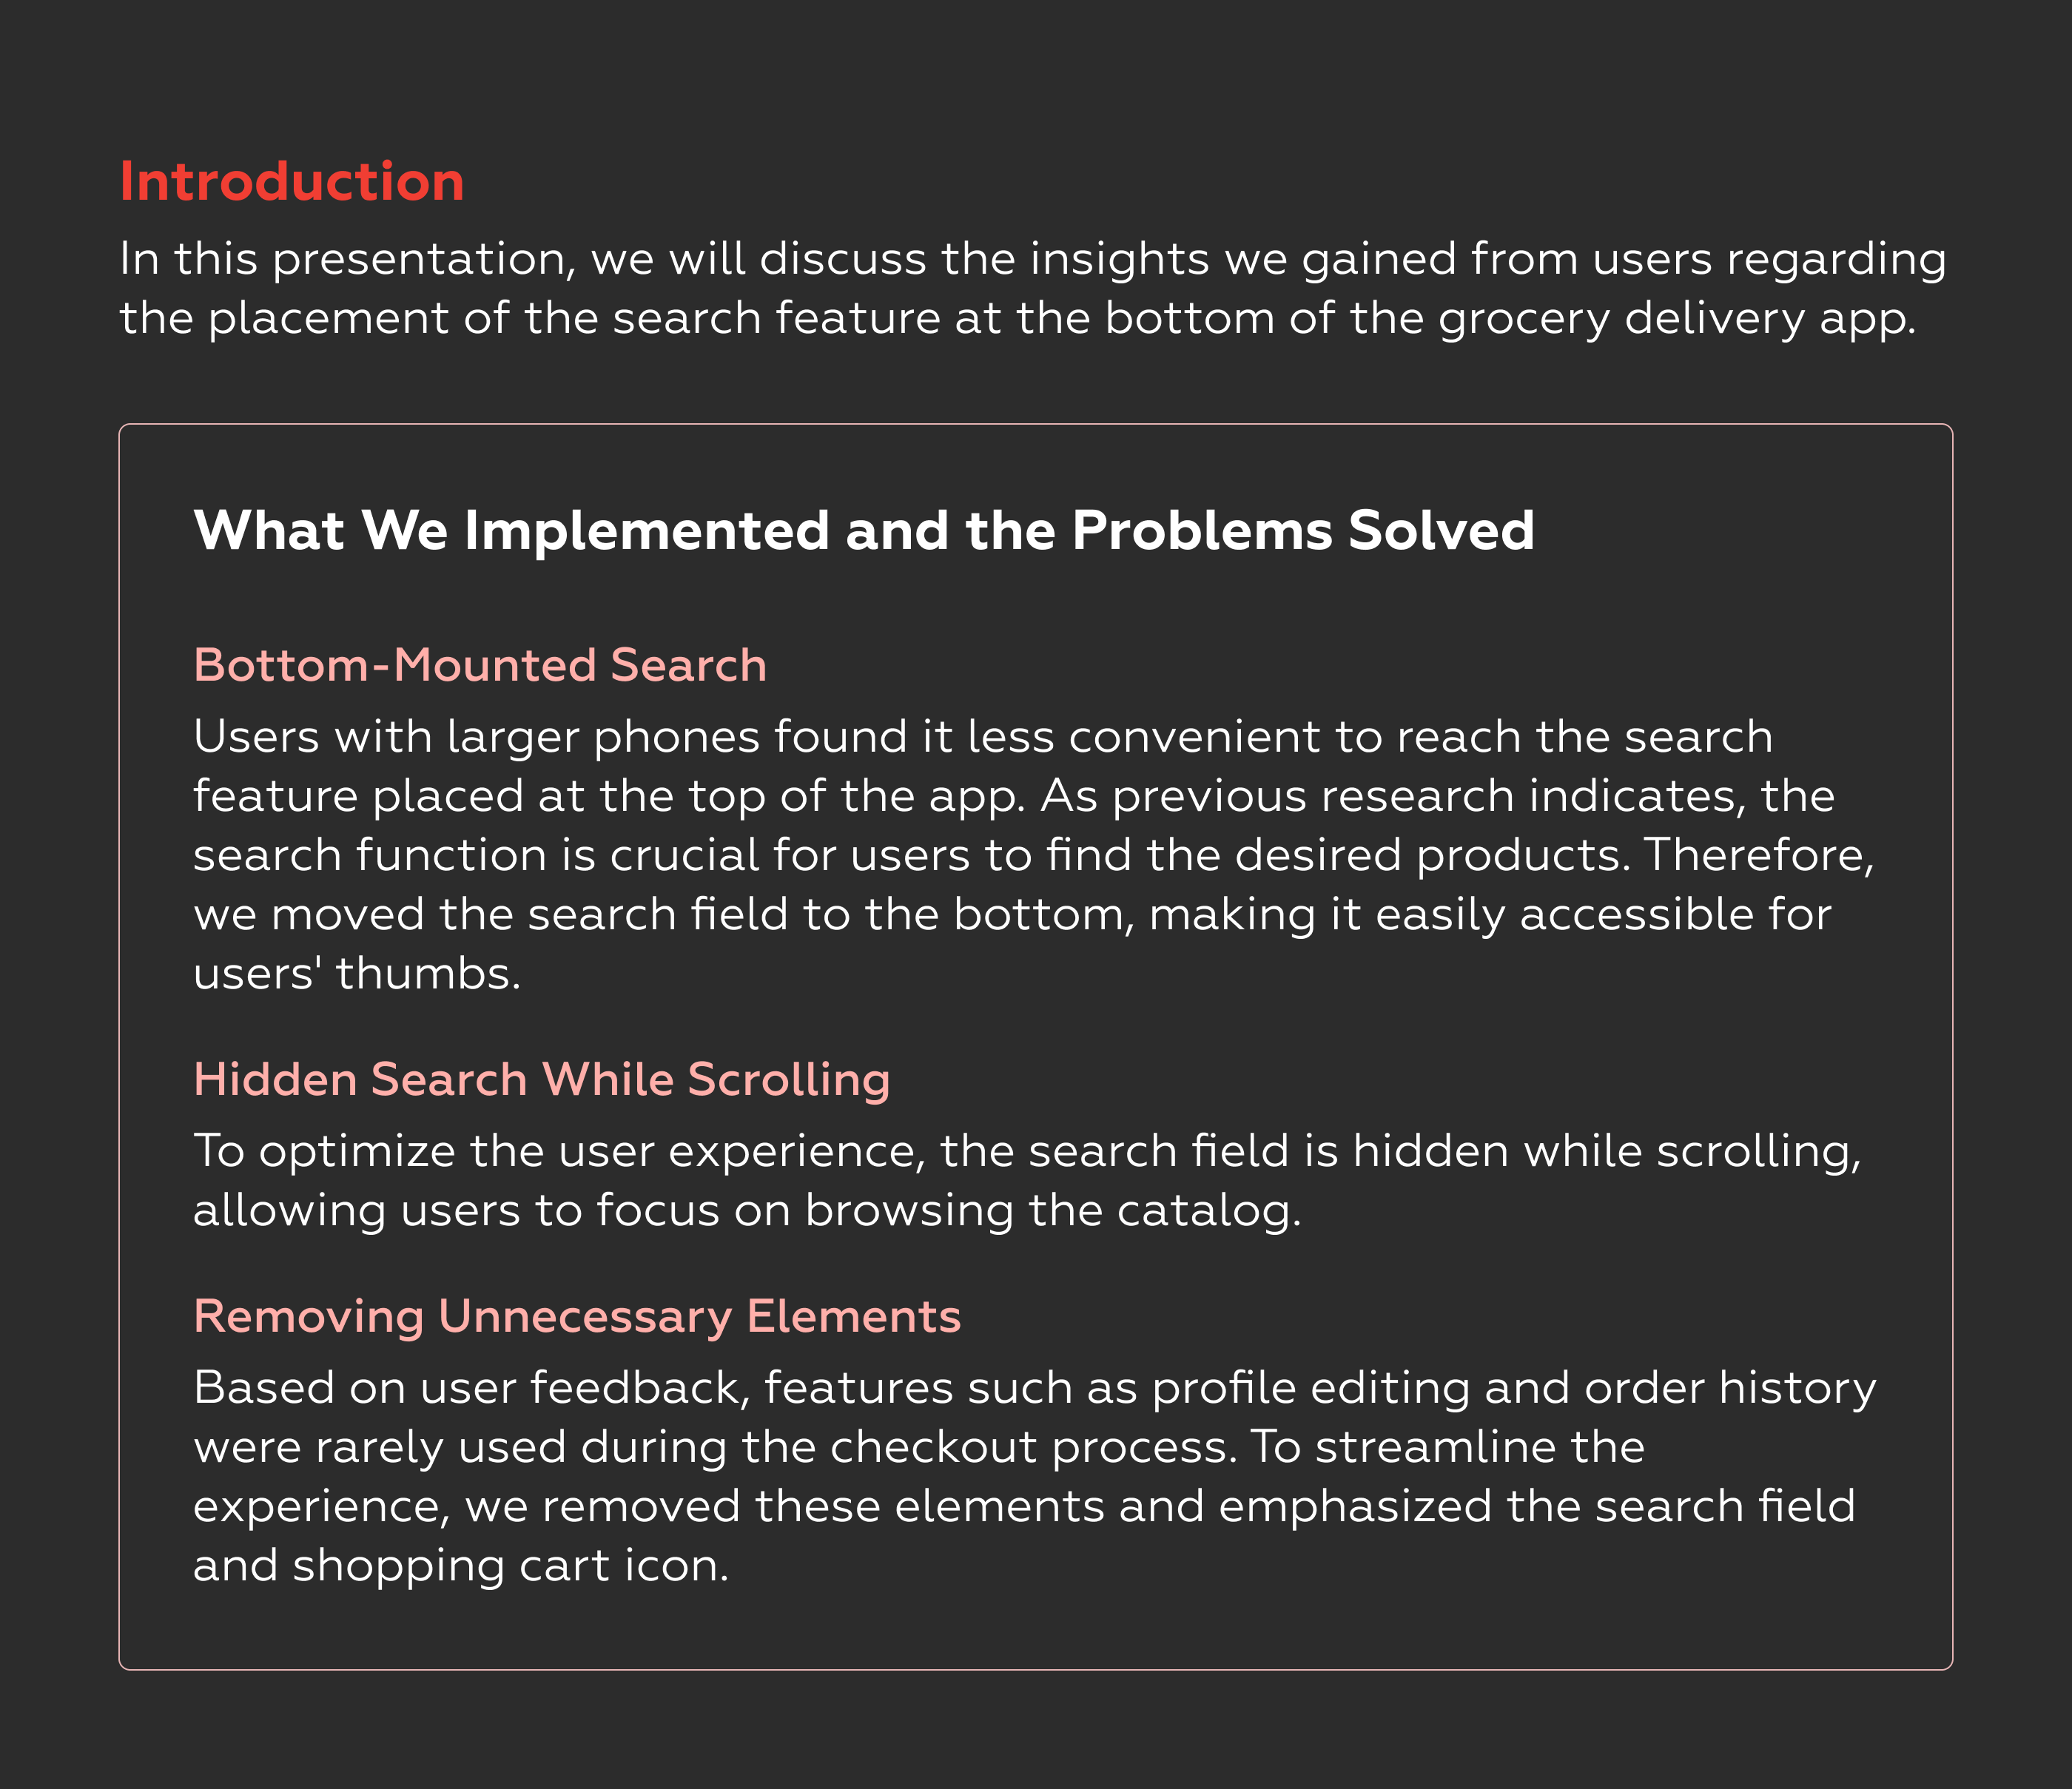 Introduction
In this presentation, we will discuss the insights we gained from users regarding
the placement of the search feature at the bottom of the grocery delivery app.
What We Implemented and the Problems Solved
Bottom-Mounted Search
Users with larger phones found it less convenient to reach the search
feature placed at the top of the app. As previous research indicates, the
search function is crucial for users to find the desired products. Therefore,
we moved the search field to the bottom, making it easily accessible for
users' thumbs.
Hidden Search While Scrolling
To optimize the user experience, the search field is hidden while scrolling,
allowing users to focus on browsing the catalog.
Removing Unnecessary Elements
Based on user feedback, features such as profile editing and order history
were rarely used during the checkout process. To streamline the
experience, we removed these elements and emphasized the search field
and shopping cart icon.